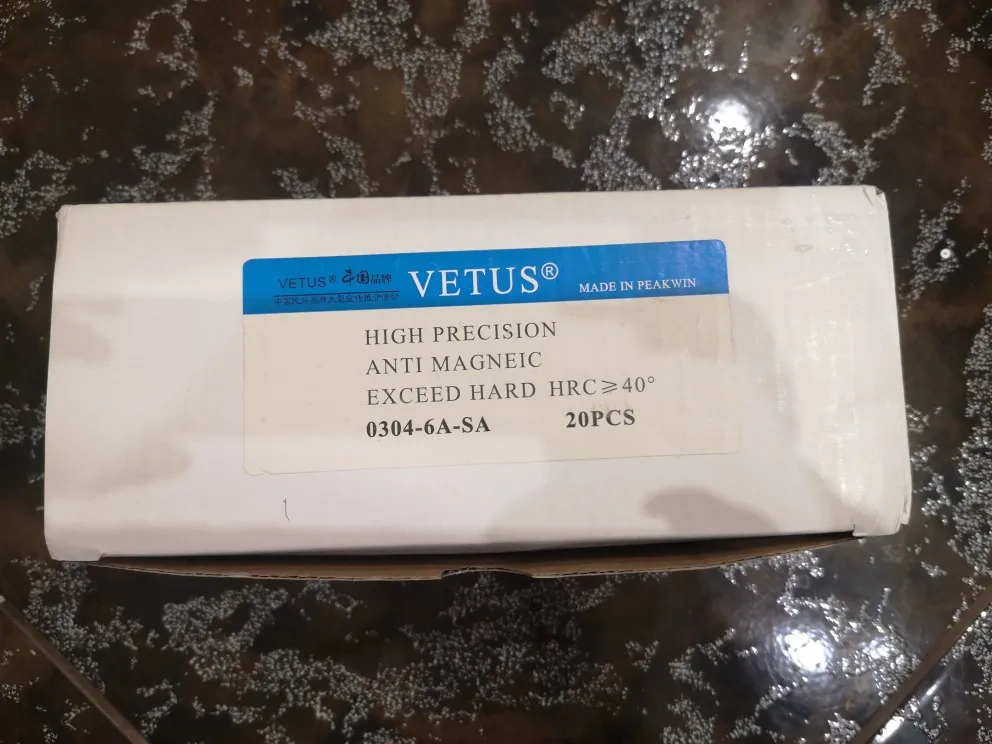 VETUS® 中国品牌
VETUS® MADE IN PEAKWIN
HIGH PRECISION
ANTI MAGNEIC
EXCEED HARD HRC≥40°
0304-6A-SA 20PCS